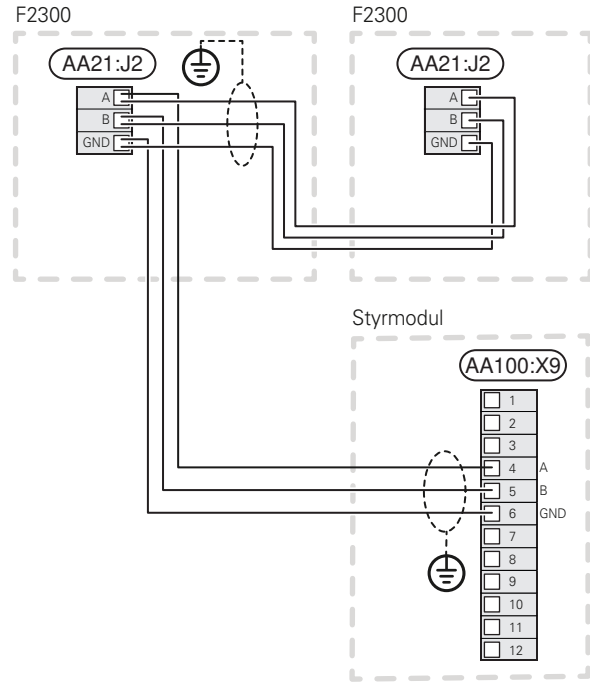 F2300
AA21:J2
A
B
GND
F2300
AA21:J2
A
B
GND
Styrmodul
AA100:X9
1
2
3
4 A
5 B
6 GND
7
8
9
10
11
12